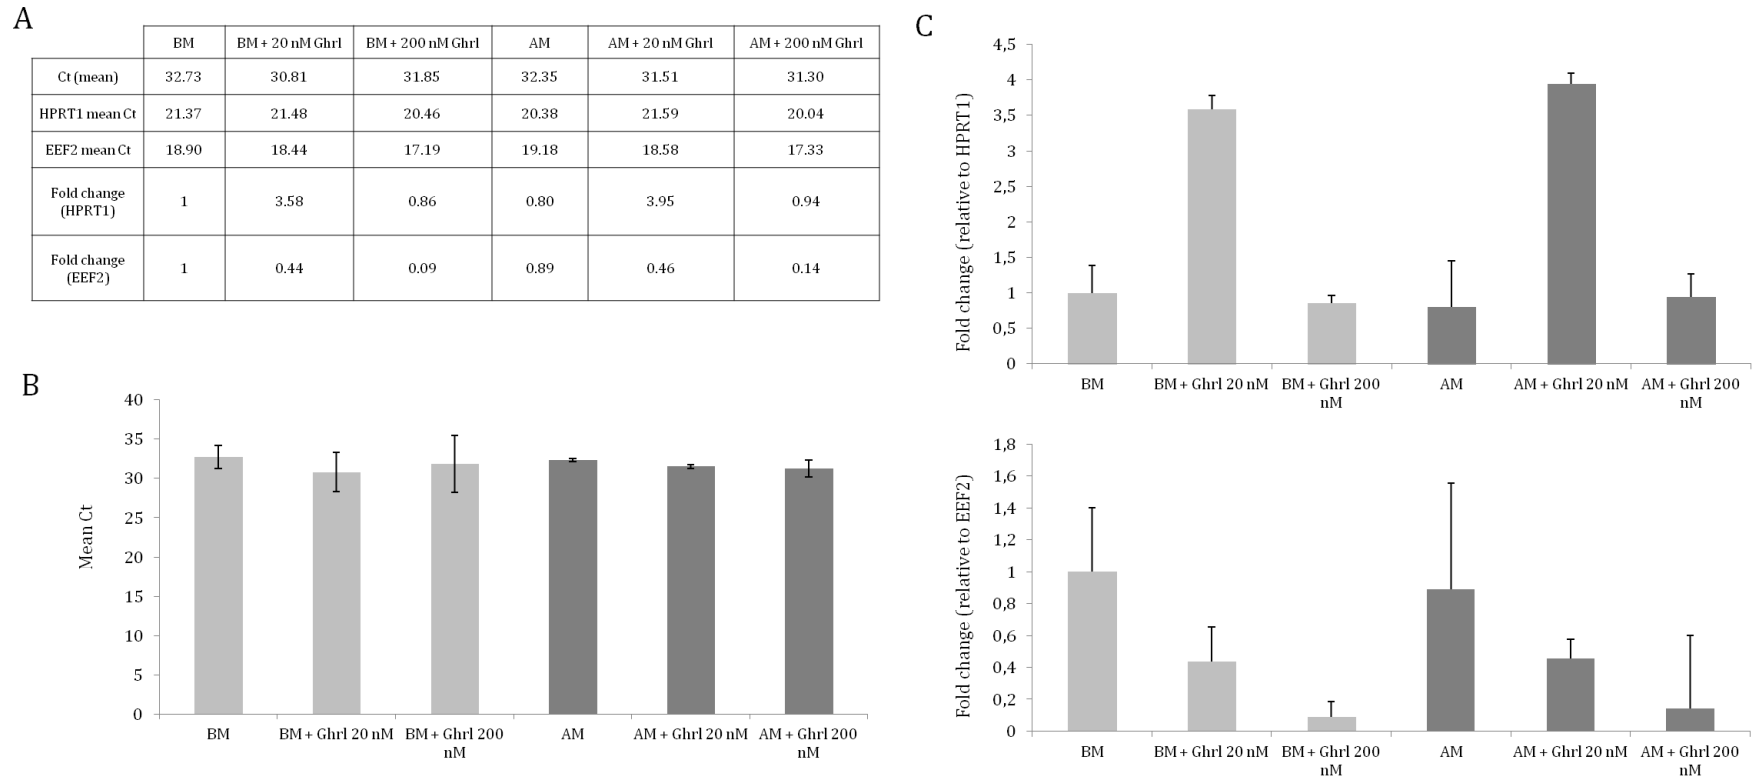 A
BM BM + 20 nM Ghrl BM + 200 nM Ghrl AM AM + 20 nM Ghrl AM + 200 nM Ghrl
Ct (mean) 32.73 30.81 31.85 32.35 31.51 31.30
HPRT1 mean Ct 21.37 21.48 20.46 20.38 21.59 20.04
EEF2 mean Ct 18.90 18.44 17.19 19.18 18.58 17.33
Fold change
(HPRT1) 1 3.58 0.86 0.80 3.95 0.94
Fold change
(EEF2) 1 0.44 0.09 0.89 0.46 0.14
B
Mean Ct
40
35
30
25
20
15
10
5
0
BM BM + Ghrl 20 nM BM + Ghrl 200 AM AM + Ghrl 20 nM AM + Ghrl 200
nM nM
C
Fold change (relative to HPRT1)
4,5
4
3,5
3
2,5
2
1,5
1
0,5
0
BM BM + Ghrl 20 nM BM + Ghrl 200 AM AM + Ghrl 20 nM AM + Ghrl 200
nM nM
Fold change (relative to EEF2)
1,8
1,6
1,4
1,2
1
0,8
0,6
0,4
0,2
0
BM BM + Ghrl 20 nM BM + Ghrl 200 AM AM + Ghrl 20 nM AM + Ghrl 200
nM nM